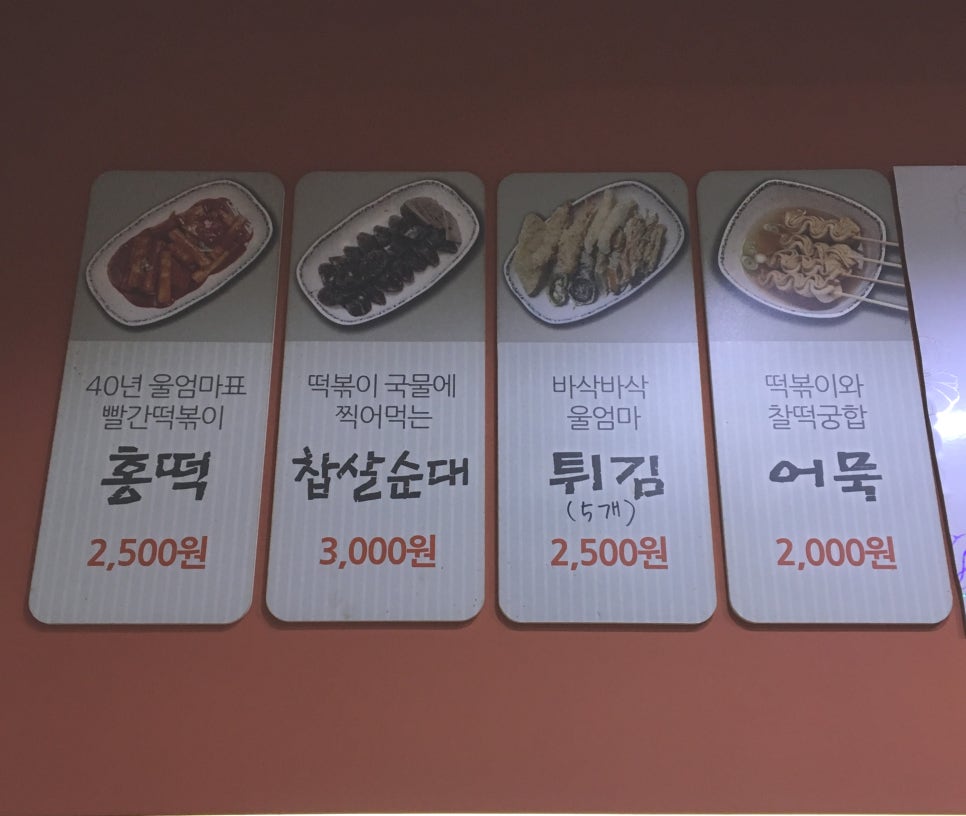 40년 울엄마표
빨간떡볶이
홍떡
2,500원
떡볶이 국물에
찍어먹는
찹살순대
3,000원
바삭바삭
울엄마
튀김
(5개)
2,500원
떡볶이와
찰떡궁합
어묵
2,000원